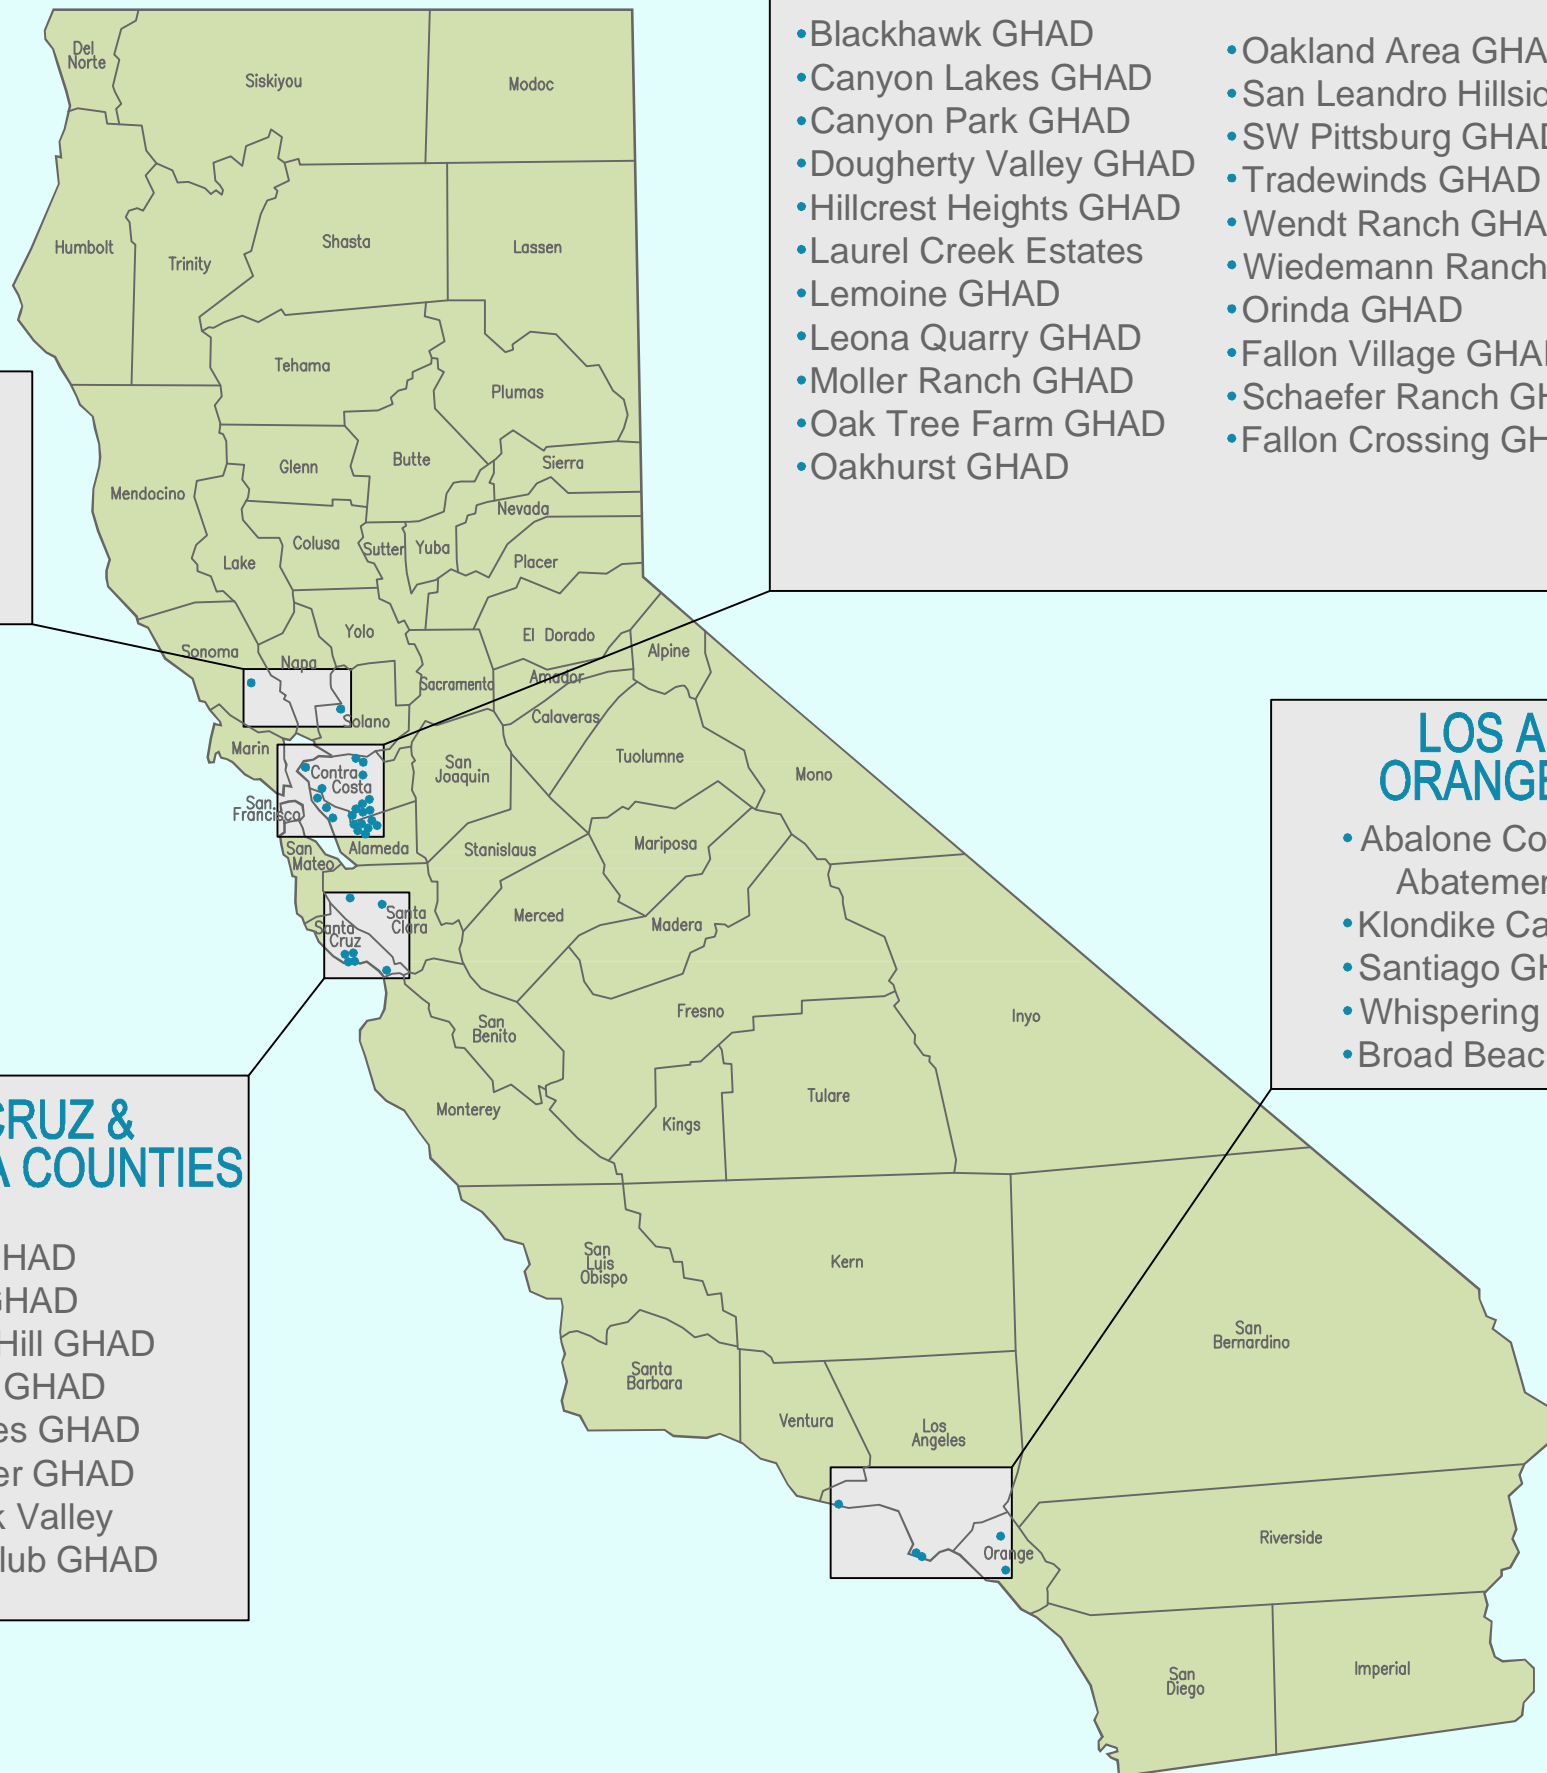 •Blackhawk GHAD
•Canyon Lakes GHAD
•Canyon Park GHAD
•Dougherty Valley GHAD
•Hillcrest Heights GHAD
•Laurel Creek Estates
•Lemoine GHAD
•Leona Quarry GHAD
•Moller Ranch GHAD
•Oak Tree Farm GHAD
•Oakhurst GHAD
•Oakland Area GHA
•San Leandro Hillsid
•SW Pittsburg GHAD
•Tradewinds GHAD
•Wendt Ranch GHA
•Wiedemann Ranch
•Orinda GHAD
•Fallon Village GHA
•Schaefer Ranch GH
•Fallon Crossing GH
Del
Norte
Siskiyou
Modoc
Humbolt
Trinity
Shasta
Lassen
Tehama
Plumas
Mendocino
Glenn
Butte
Sierra
Nevada
Lake
Colusa
Sutter
Yuba
Placer
Sonoma
Napa
Yolo
El Dorado
Alpine
Sacramento
Amador
Solano
Calaveras
Marin
Contra
Costa
San
Joaquin
Tuolumne
Mono
San
Francisco
San
Mateo
Alameda
Stanislaus
Mariposa
Santa
Cruz
Santa
Clara
Merced
Madera
San
Benito
Fresno
Inyo
Monterey
Kings
Tulare
San
Luis
Obispo
Kern
San
Bernardino
Santa
Barbara
Ventura
Los
Angeles
Orange
Riverside
San
Diego
Imperial
LOS A
ORANGE
• Abalone Co
Abatemen
•Klondike Ca
•Santiago GH
•Whispering
•Broad Beac
CRUZ &
A COUNTIES
HAD
GHAD
Hill GHAD
GHAD
es GHAD
er GHAD
k Valley
lub GHAD